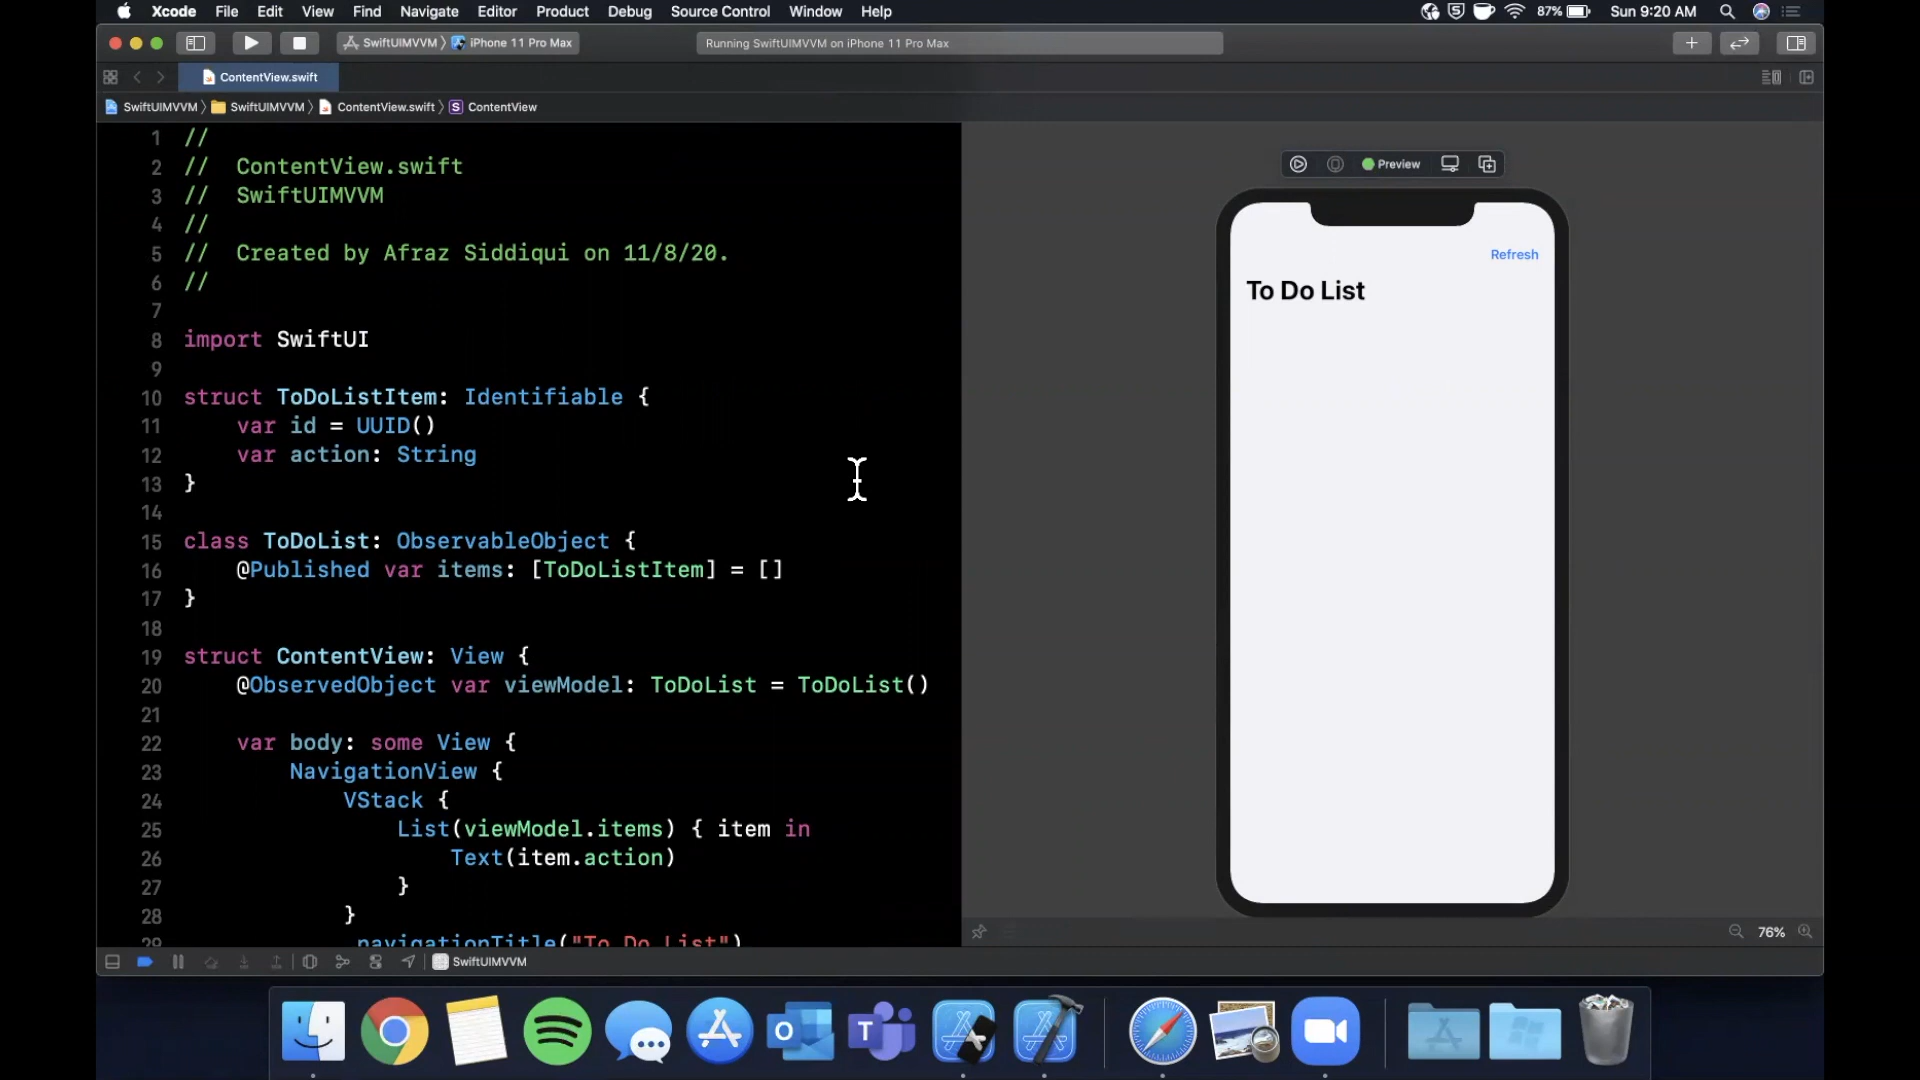 Xcode File Edit View Find Navigate Editor Product Debug Source Control Window Help 87% Sun 9:20 AM
SwiftUIMVVM iPhone 11 Pro Max Running SwiftUIMVVM on iPhone 11 Pro Max
ContentView.swift
SwiftUIMVVM SwiftUIMVVM ContentView.swift S ContentView
1 //
2 // ContentView.swift
3 // SwiftUIMVVM
4 //
5 // Created by Afraz Siddiqui on 11/8/20.
6 //
7
8 import SwiftUI
9
10 struct ToDoListItem: Identifiable {
11 var id = UUID()
12 var action: String
13 }
14
15 class ToDoList: ObservableObject {
16 @Published var items: [ToDoListItem] = []
17 }
18
19 struct ContentView: View {
20 @ObservedObject var viewModel: ToDoList = ToDoList()
21
22 var body: some View {
23 NavigationView {
24 VStack {
25 List(viewModel.items) { item in
26 Text(item.action)
27 }
28 }
29 .navigationTitle("To Do List")
Preview
Refresh
To Do List
76%
SwiftUIMVVM